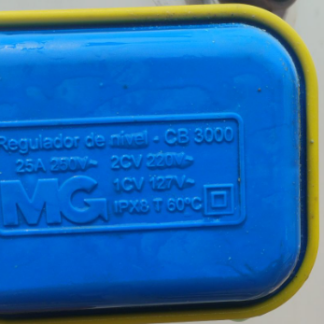 Regulador de nível - CB 3000
25A 250V~ 2CV 220V~
1CV 127V~
MG IPX8 T 60°C